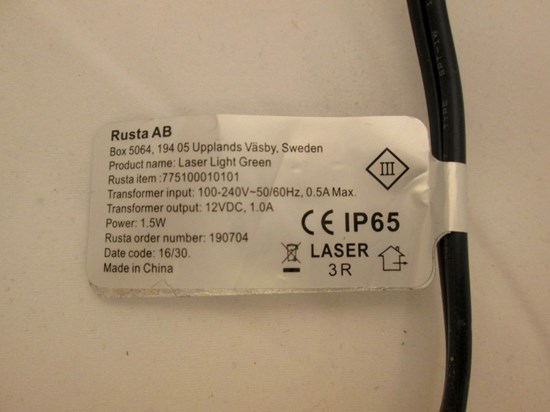 Rusta AB
Box 5064, 194 05 Upplands Väsby, Sweden
Product name: Laser Light Green
Rusta item :775100010101
Transformer input: 100-240V~50/60Hz, 0.5A Max.
Transformer output: 12VDC, 1.0A
Power: 1.5W
Rusta order number: 190704
Date code: 16/30.
Made in China
III
CE IP65
LASER
3R